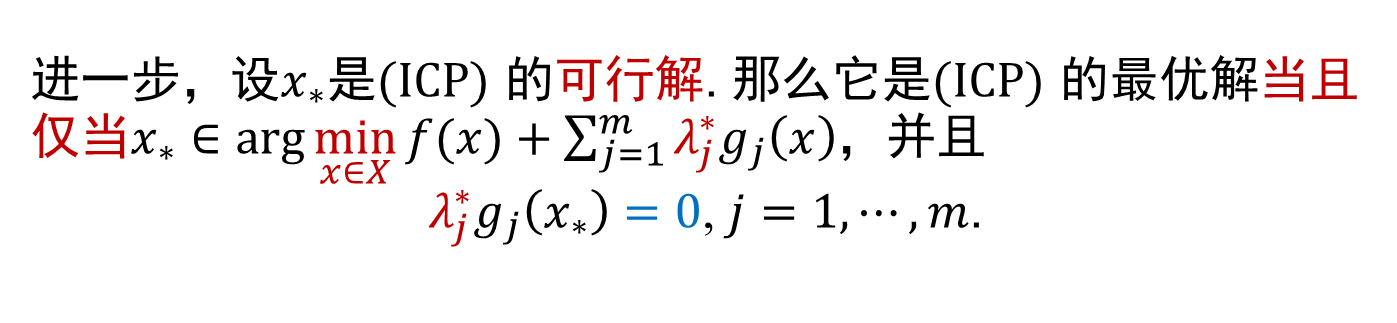 进一步，设𝑥∗是(ICP) 的可行解. 那么它是(ICP) 的最优解当且
仅当𝑥∗ ∈ arg min_{𝑥∈𝑋} 𝑓(𝑥) + ∑_{𝑗=1}^{𝑚} 𝜆_𝑗^∗ 𝑔_𝑗(𝑥)，并且
𝜆_𝑗^∗ 𝑔_𝑗(𝑥∗) = 0, 𝑗 = 1, ⋯ , 𝑚.